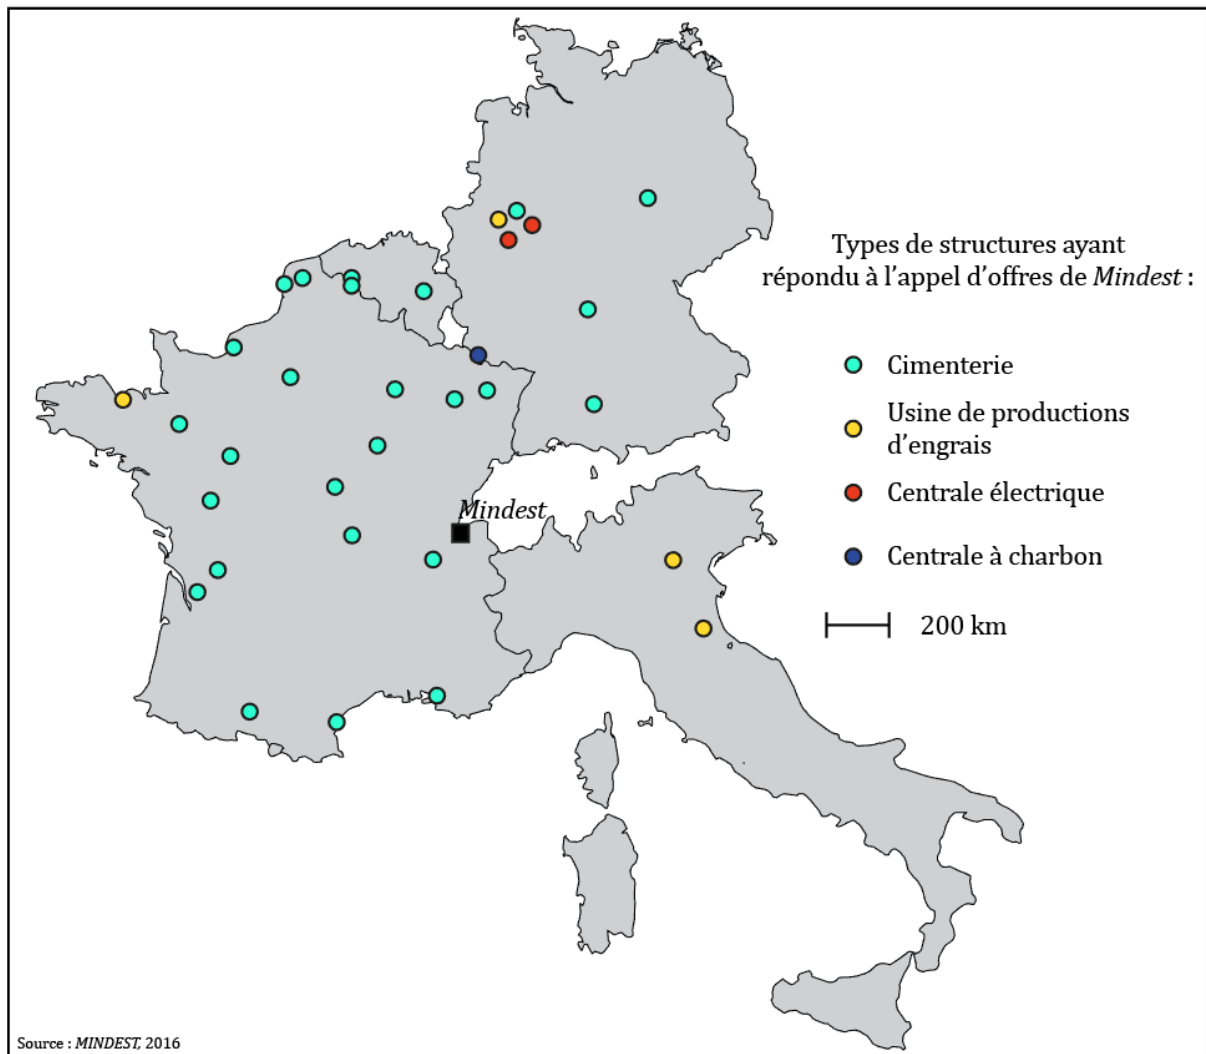 Types de structures ayant
répondu à l'appel d'offres de Mindest :
Cimenterie
Usine de productions
d'engrais
Centrale électrique
Centrale à charbon
200 km
Mindest
Source : MINDEST, 2016